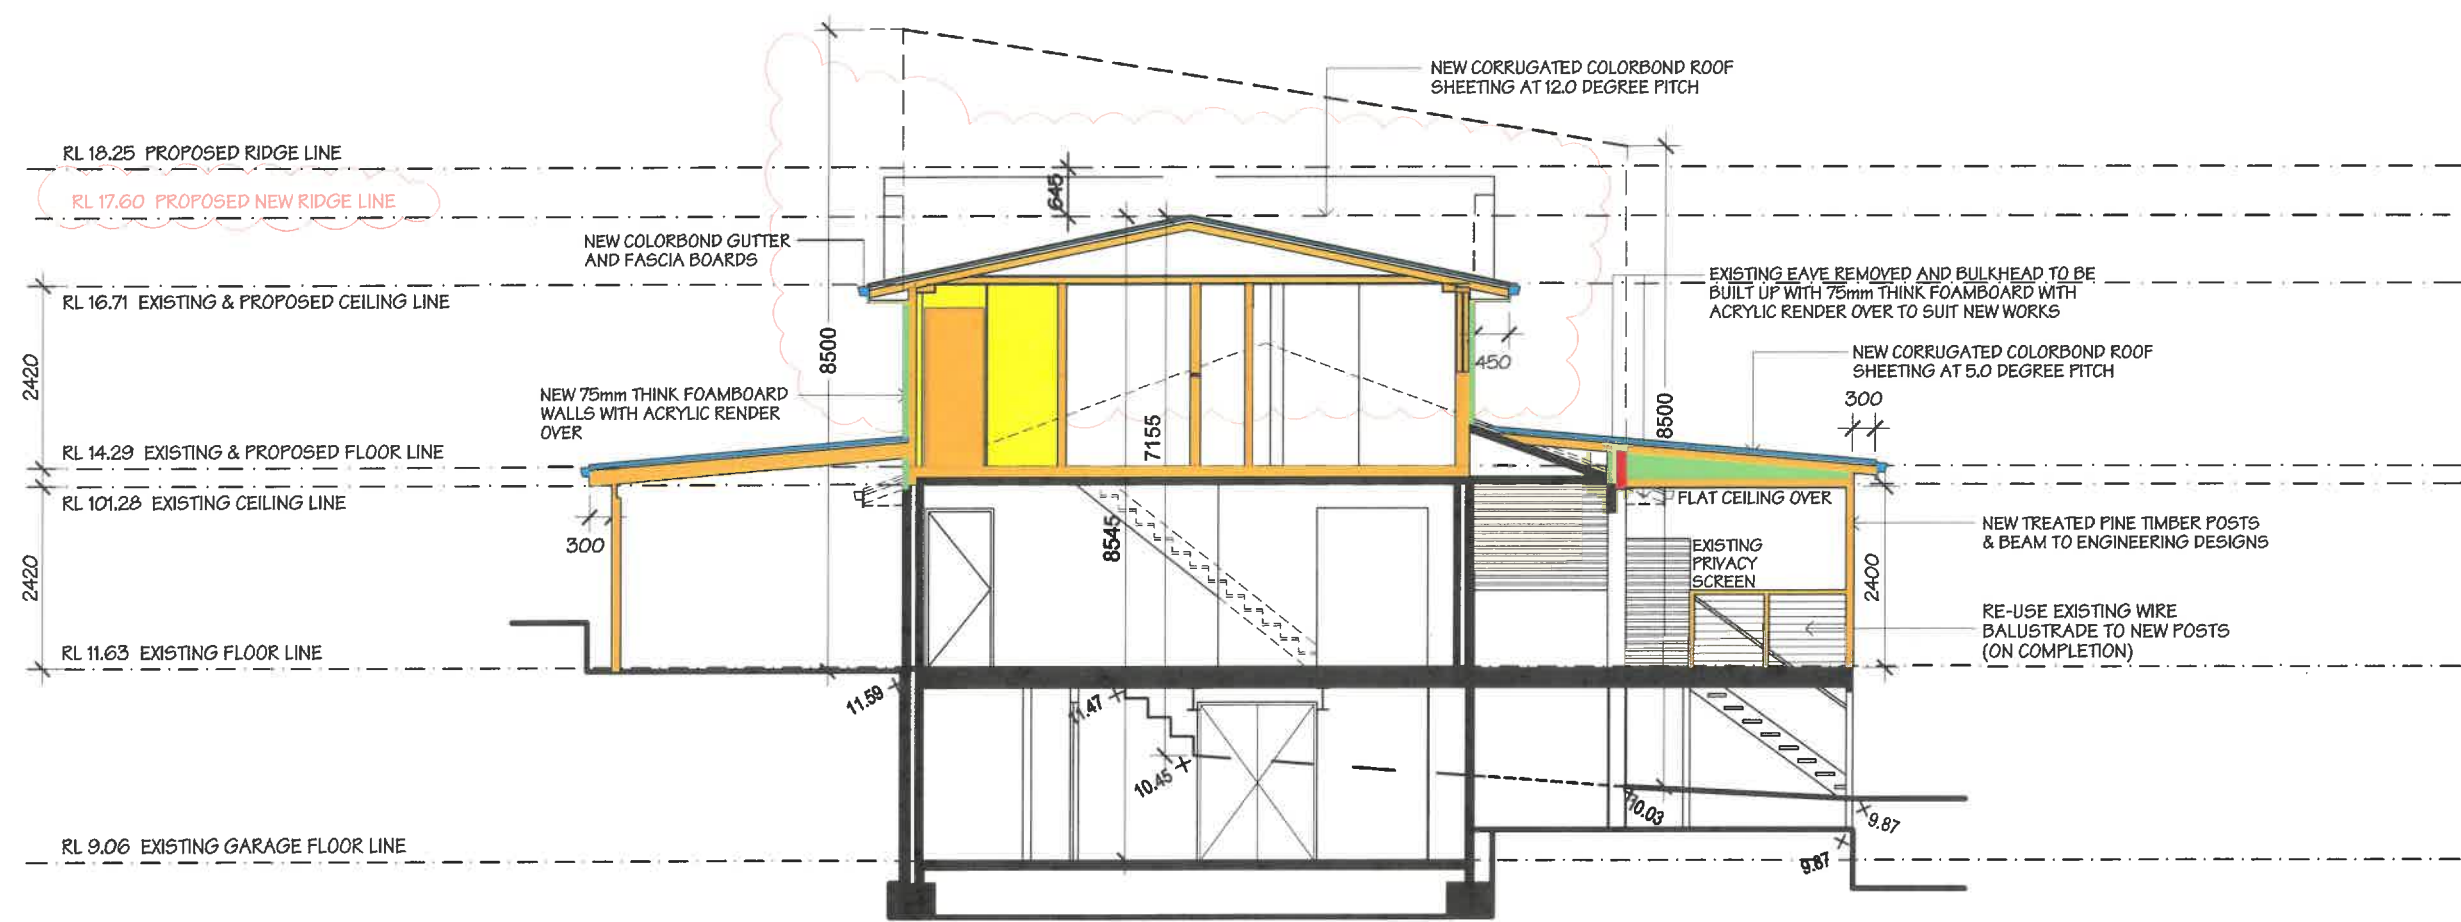 NEW CORRUGATED COLORBOND ROOF
SHEETING AT 12.0 DEGREE PITCH
RL 18.25 PROPOSED RIDGE LINE
645
RL 17.60 PROPOSED NEW RIDGE LINE
NEW COLORBOND GUTTER
AND FASCIA BOARDS
EXISTING EAVE REMOVED AND BULKHEAD TO BE
BUILT UP WITH 75mm THINK FOAMBOARD WITH
ACRYLIC RENDER OVER TO SUIT NEW WORKS
RL 16.71 EXISTING & PROPOSED CEILING LINE
8500
450
2420
NEW CORRUGATED COLORBOND ROOF
SHEETING AT 5.0 DEGREE PITCH
NEW 75mm THINK FOAMBOARD
WALLS WITH ACRYLIC RENDER
OVER
300
8500
7155
RL 14.29 EXISTING & PROPOSED FLOOR LINE
RL 101.28 EXISTING CEILING LINE
FLAT CEILING OVER
300
8545
NEW TREATED PINE TIMBER POSTS
& BEAM TO ENGINEERING DESIGNS
EXISTING
PRIVACY
SCREEN
2420
2400
RE-USE EXISTING WIRE
BALUSTRADE TO NEW POSTS
(ON COMPLETION)
RL 11.63 EXISTING FLOOR LINE
11.59
11.47
10.45
10.03
9.87
9.87
RL 9.06 EXISTING GARAGE FLOOR LINE